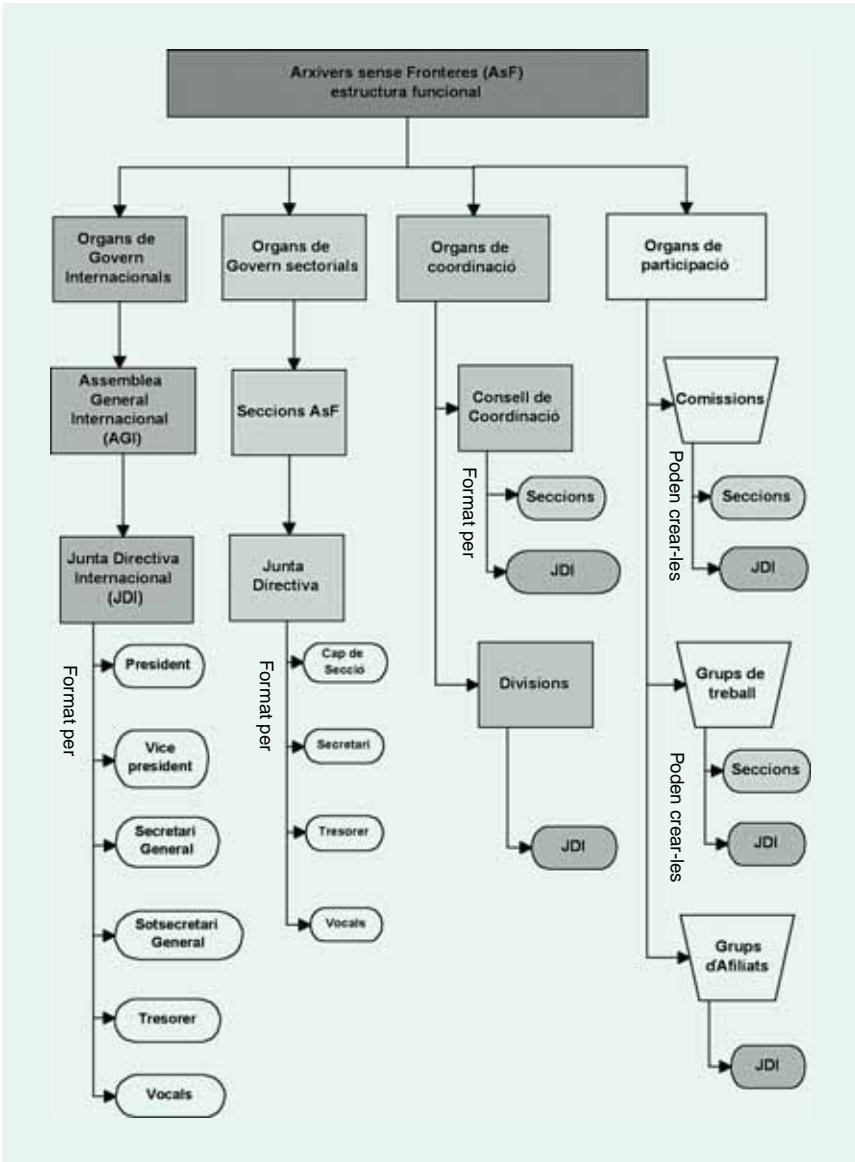 Arxivers sense Fronteres (AsF)
estructura funcional
Organs de
Govern
Internacionals
Assemblea
General
Internacional
(AGI)
Junta Directiva
Internacional
(JDI)
Format per
President
Vice
president
Secretari
General
Sotsecretari
General
Tresorer
Vocals
Organs de
Govern sectorials
Seccions AsF
Junta
Directiva
Format per
Cap de
Secció
Secretari
Tresorer
Vocals
Organs de
coordinació
Consell de
Coordinació
Format per
Seccions
JDI
Divisions
JDI
Organs de
participació
Comissions
Poden crear-les
Seccions
JDI
Grups de
treball
Poden crear-les
Seccions
JDI
Grups
d'Afiliats
JDI